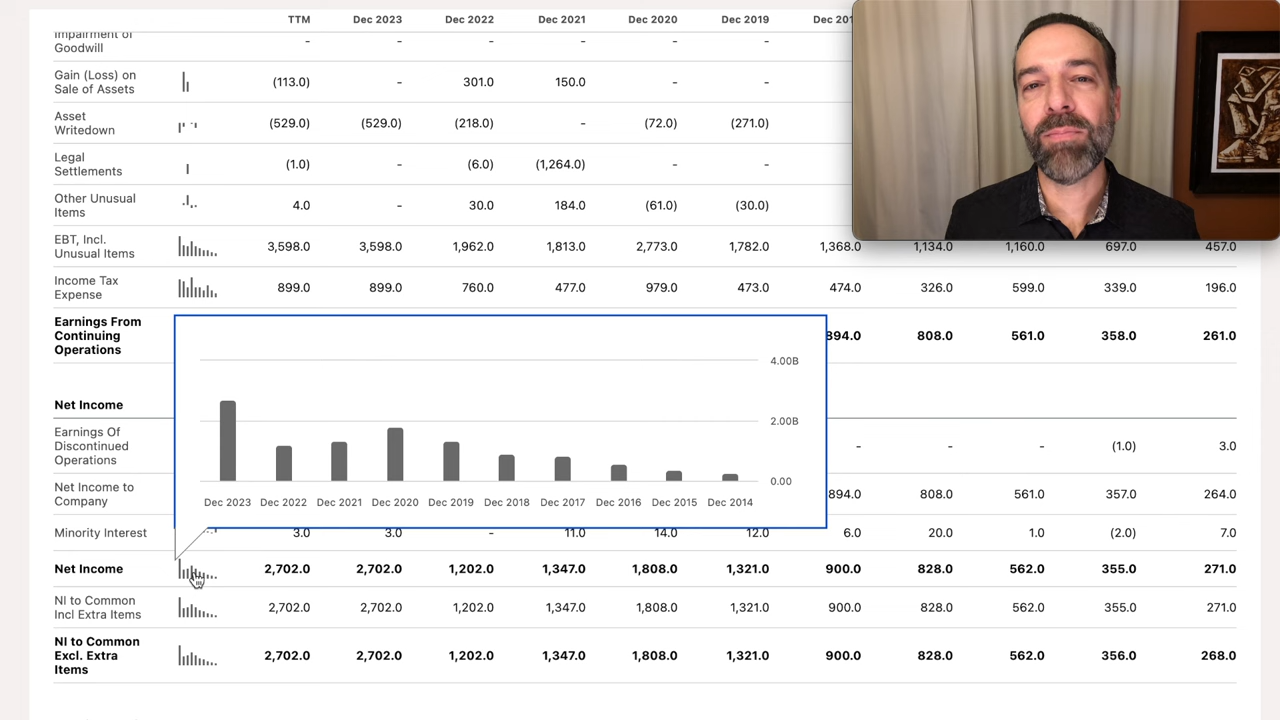 TTM Dec 2023 Dec 2022 Dec 2021 Dec 2020 Dec 2019 Dec 201
Impairment of
Goodwill
- - - - - -
Gain (Loss) on
Sale of Assets
(113.0) - 301.0 150.0 - -
Asset
Writedown
(529.0) (529.0) (218.0) - (72.0) (271.0)
Legal
Settlements
(1.0) - (6.0) (1,264.0) - -
Other Unusual
Items
4.0 - 30.0 184.0 (61.0) (30.0)
EBT, Incl.
Unusual Items
3,598.0 3,598.0 1,962.0 1,813.0 2,773.0 1,782.0 1,368.0 1,134.0 1,160.0 697.0 457.0
Income Tax
Expense
899.0 899.0 760.0 477.0 979.0 473.0 474.0 326.0 599.0 339.0 196.0
Earnings From
Continuing
Operations
894.0 808.0 561.0 358.0 261.0
4.00B
2.00B
0.00
Dec 2023 Dec 2022 Dec 2021 Dec 2020 Dec 2019 Dec 2018 Dec 2017 Dec 2016 Dec 2015 Dec 2014
Net Income
Earnings Of
Discontinued
Operations
- - - (1.0) 3.0
Net Income to
Company
894.0 808.0 561.0 357.0 264.0
Minority Interest 3.0 3.0 - 11.0 14.0 12.0 6.0 20.0 1.0 (2.0) 7.0
Net Income 2,702.0 2,702.0 1,202.0 1,347.0 1,808.0 1,321.0 900.0 828.0 562.0 355.0 271.0
NI to Common
Incl Extra Items
2,702.0 2,702.0 1,202.0 1,347.0 1,808.0 1,321.0 900.0 828.0 562.0 355.0 271.0
NI to Common
Excl. Extra
Items
2,702.0 2,702.0 1,202.0 1,347.0 1,808.0 1,321.0 900.0 828.0 562.0 356.0 268.0